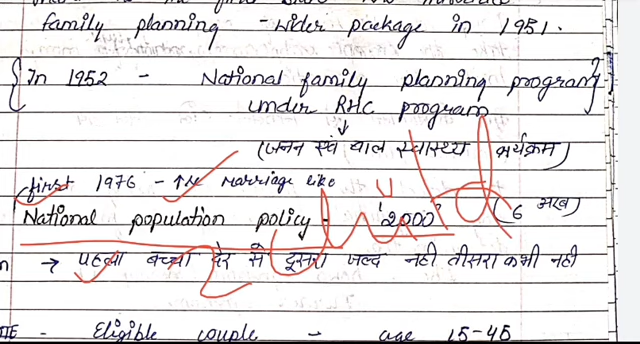 family planning - wider package in 1951.
In 1952 - National family planning program
under RHC program
(जनन एवं बाल स्वास्थ्य कार्यक्रम)
first 1976 - ↑se marriage like
National population policy - '2000' (6 अरब)
→ पहला बच्चा देर से दूसरा जल्द नही तीसरा कभी नही
Eligible couple - age 15-45